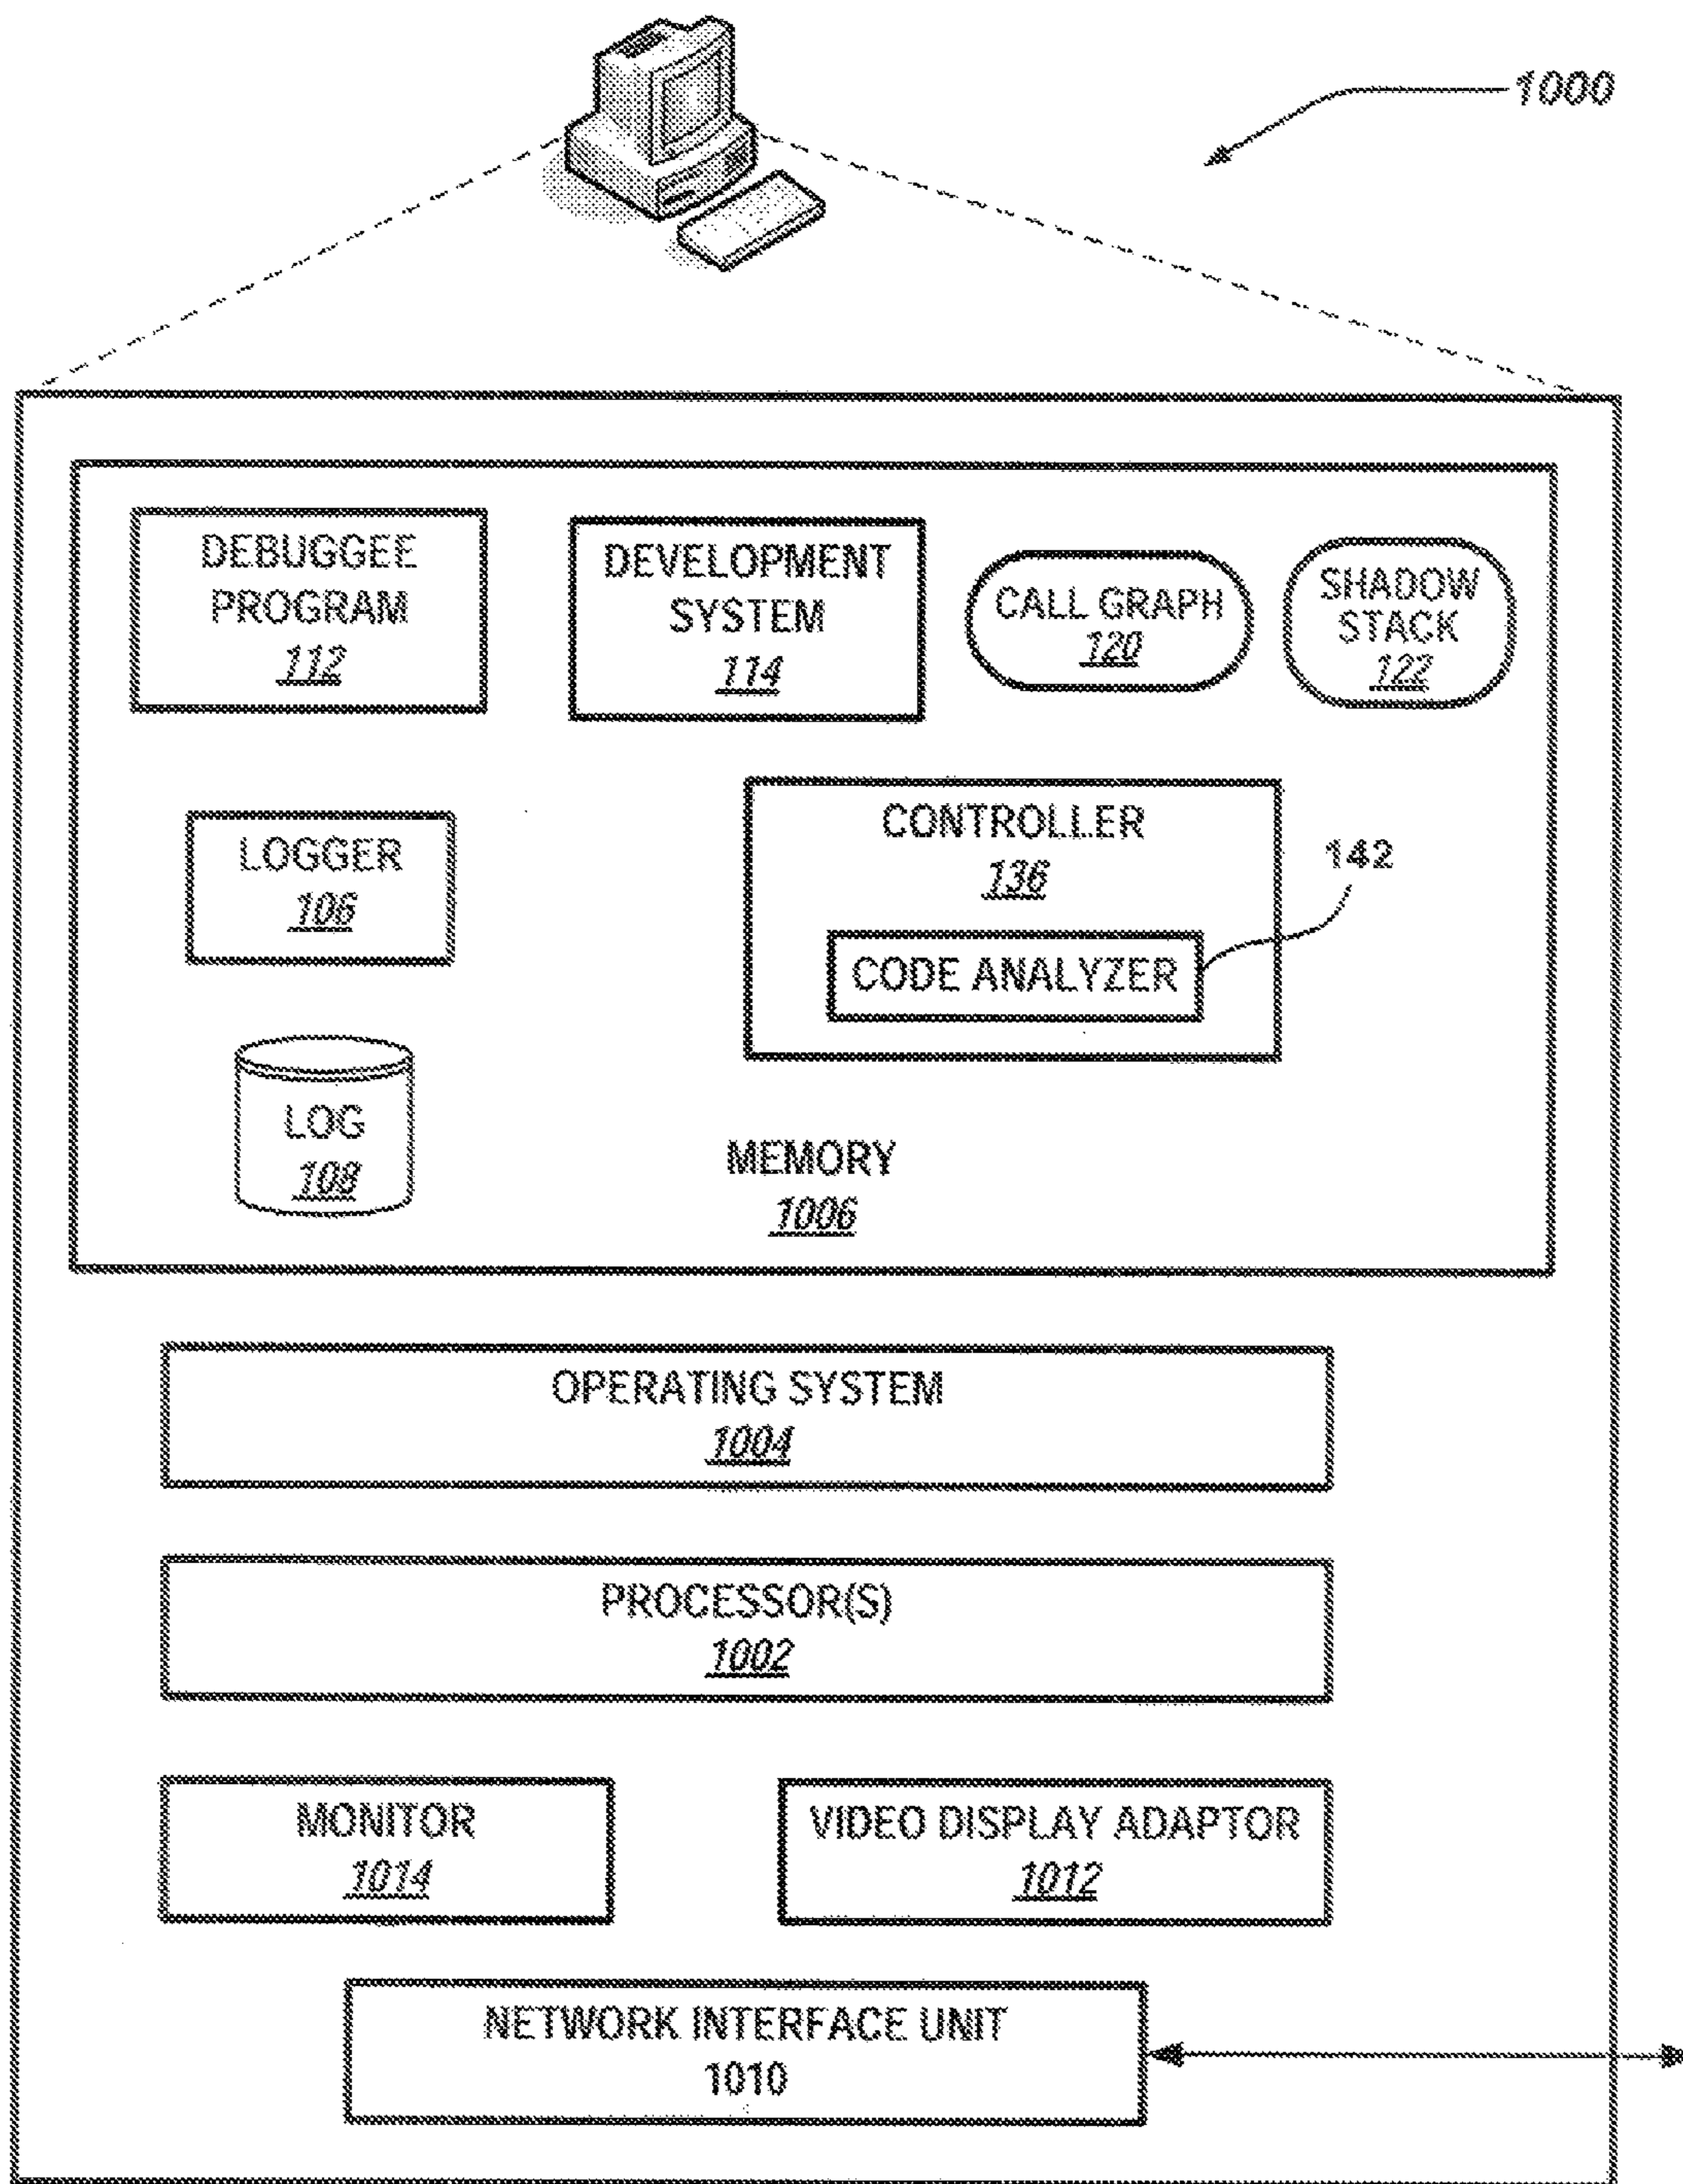 1000
DEBUGGEE
PROGRAM
112
DEVELOPMENT
SYSTEM
114
CALL GRAPH
120
SHADOW
STACK
122
LOGGER
106
CONTROLLER
136
142
CODE ANALYZER
LOG
108
MEMORY
1006
OPERATING SYSTEM
1004
PROCESSOR(S)
1002
MONITOR
1014
VIDEO DISPLAY ADAPTOR
1012
NETWORK INTERFACE UNIT
1010